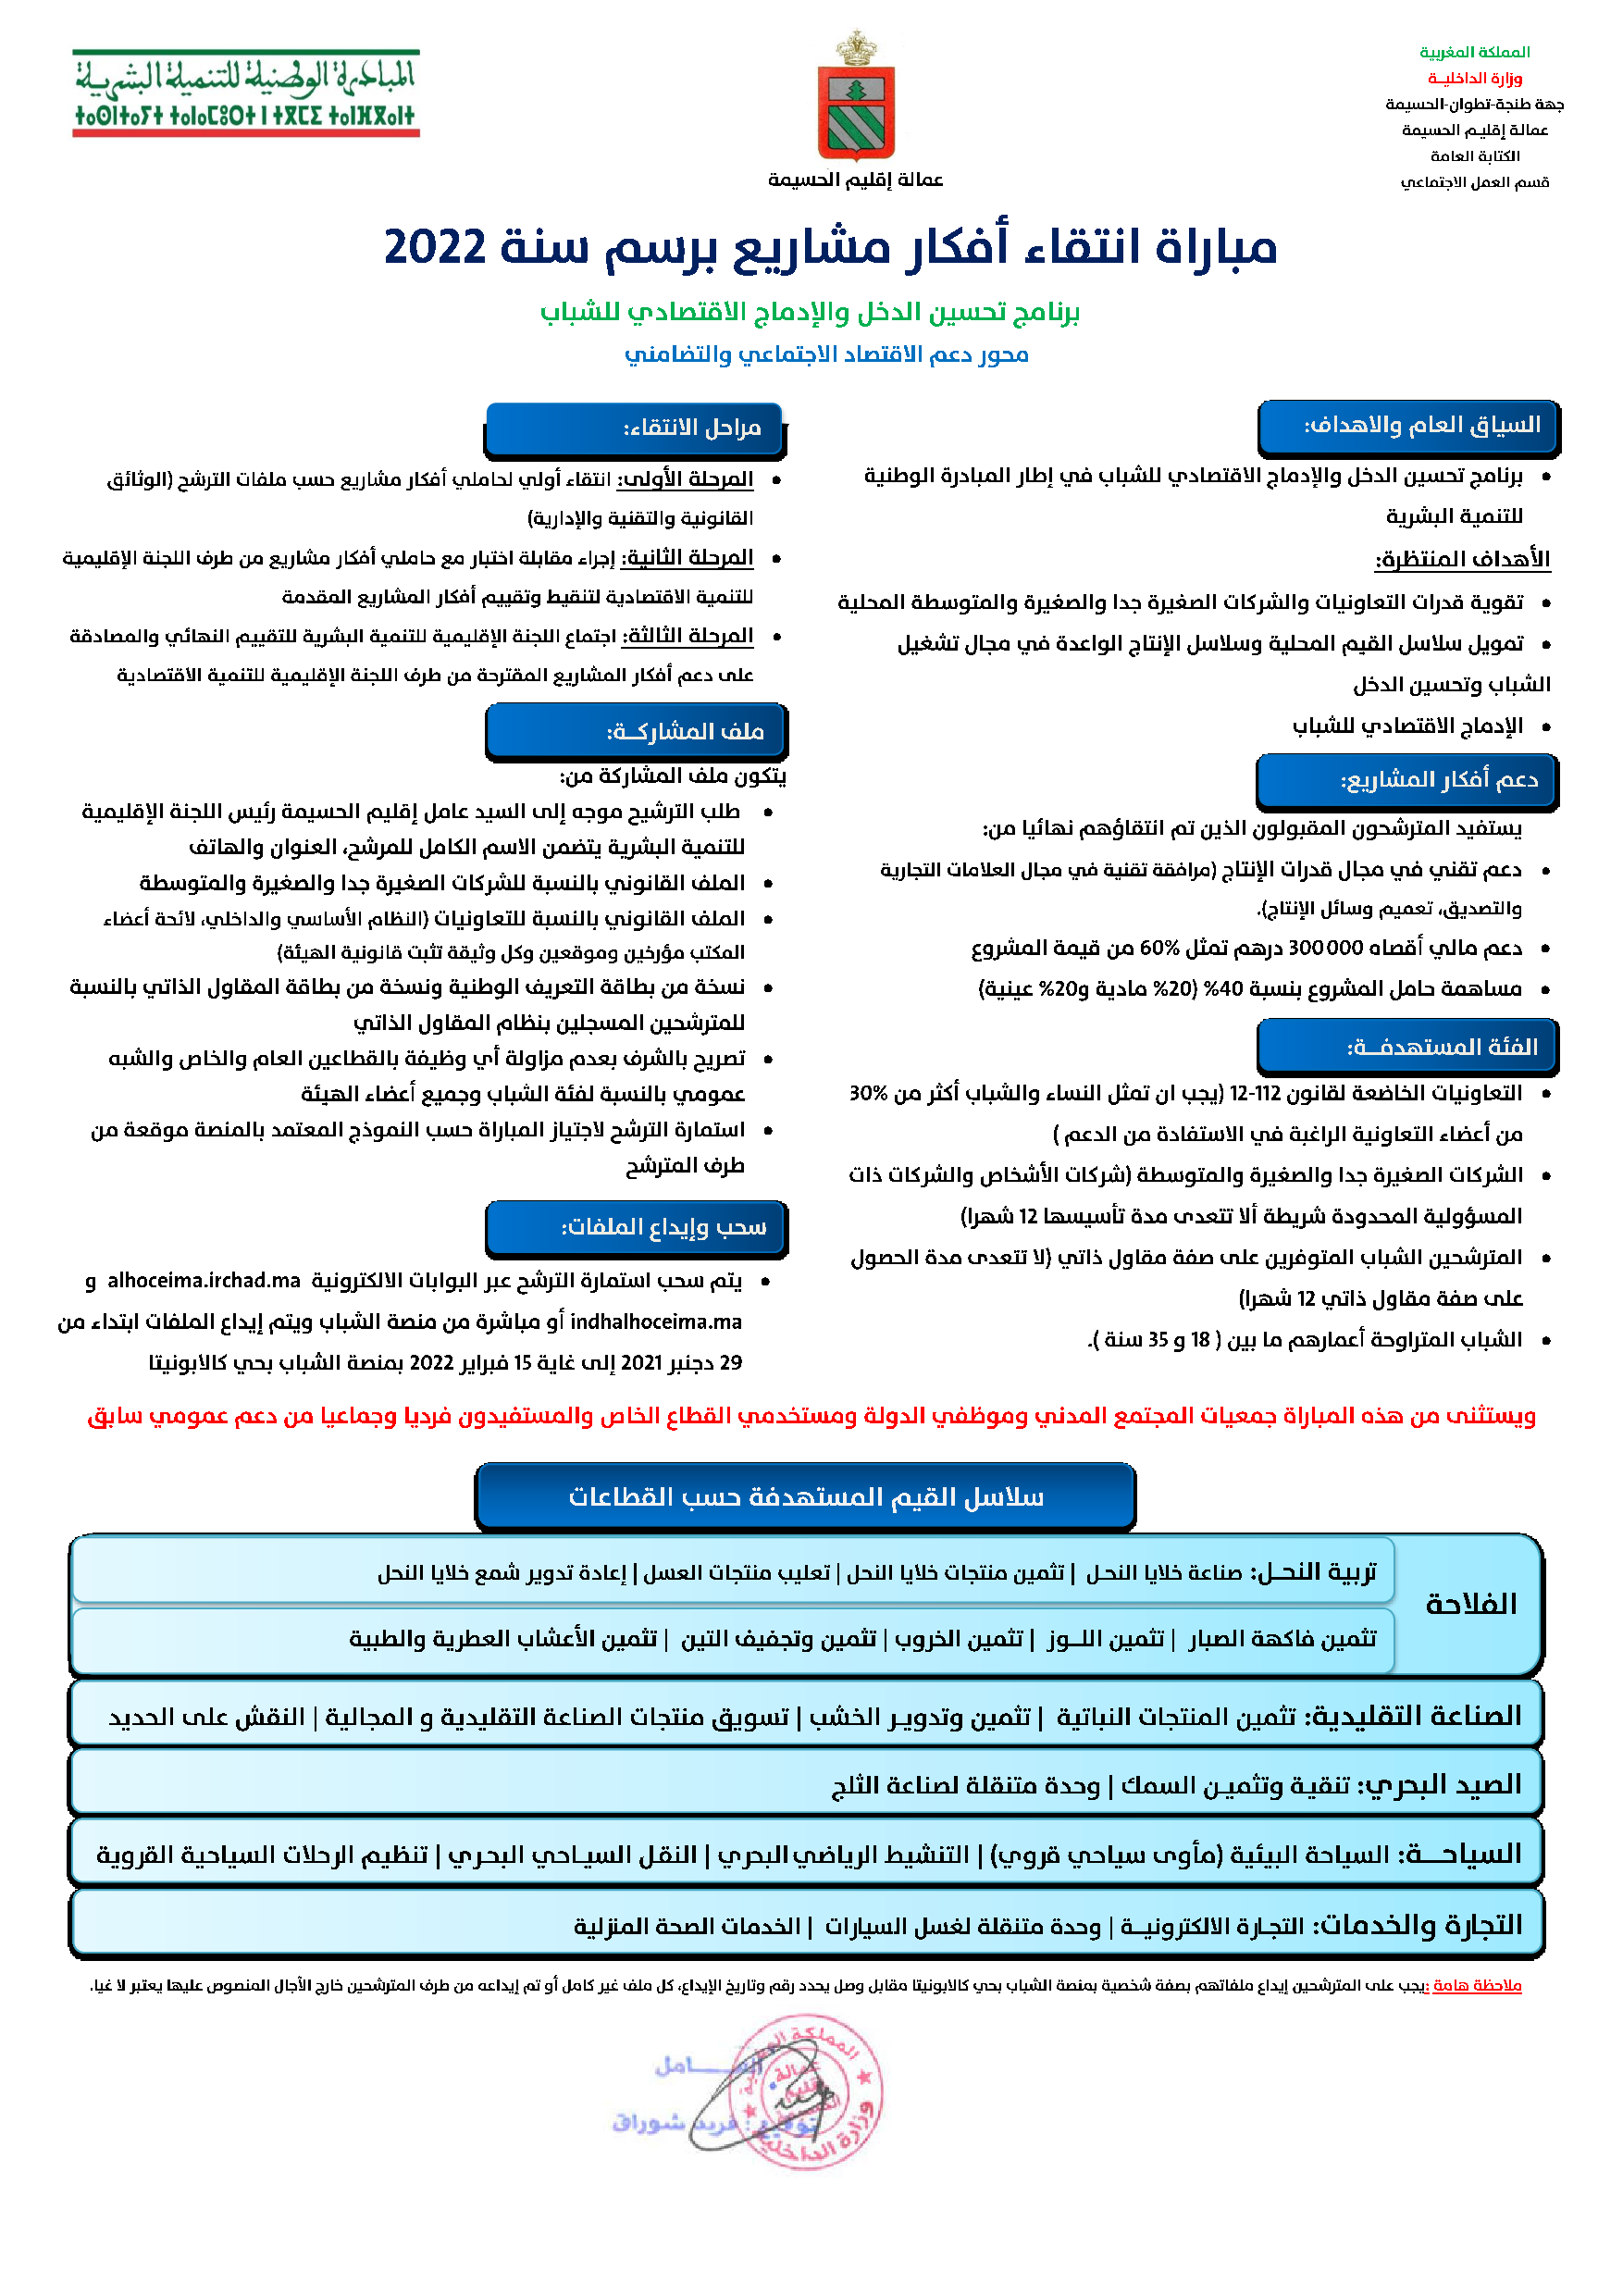 المملكة المغربية
وزارة الداخليــة
جهة طنجة-تطوان-الحسيمة
عمالة إقليـم الحسيمة
الكتابة العامة
قسم العمل الاجتماعي
عمالة إقليم الحسيمة
المبادرة الوطنية للتنمية البشرية
ⵜⴰⵙⵏⴰⵢⵜ ⵜⴰⵏⴰⵎⵓⵔⵜ ⵏ ⵜⴳⵎⵉ ⵜⴰⵏⴼⴳⴰⵏⵜ
مباراة انتقاء أفكار مشاريع برسم سنة 2022
برنامج تحسين الدخل والإدماج الاقتصادي للشباب
محور دعم الاقتصاد الاجتماعي والتضامني
السياق العام والاهداف:
• برنامج تحسين الدخل والإدماج الاقتصادي للشباب في إطار المبادرة الوطنية
للتنمية البشرية
الأهداف المنتظرة:
• تقوية قدرات التعاونيات والشركات الصغيرة جدا والصغيرة والمتوسطة المحلية
• تمويل سلاسل القيم المحلية وسلاسل الإنتاج الواعدة في مجال تشغيل
الشباب وتحسين الدخل
• الإدماج الاقتصادي للشباب
دعم أفكار المشاريع:
يستفيد المترشحون المقبولون الذين تم انتقاؤهم نهائيا من:
• دعم تقني في مجال قدرات الإنتاج (مرافقة تقنية في مجال العلامات التجارية
والتصديق، تعميم وسائل الإنتاج).
• دعم مالي أقصاه 300 000 درهم تمثل 60% من قيمة المشروع
• مساهمة حامل المشروع بنسبة 40% (20% مادية و20% عينية)
الفئة المستهدفــة:
• التعاونيات الخاضعة لقانون 112-12 (يجب ان تمثل النساء والشباب أكثر من 30%
من أعضاء التعاونية الراغبة في الاستفادة من الدعم )
• الشركات الصغيرة جدا والصغيرة والمتوسطة (شركات الأشخاص والشركات ذات
المسؤولية المحدودة شريطة ألا تتعدى مدة تأسيسها 12 شهرا)
• المترشحين الشباب المتوفرين على صفة مقاول ذاتي (لا تتعدى مدة الحصول
على صفة مقاول ذاتي 12 شهرا)
• الشباب المتراوحة أعمارهم ما بين ( 18 و 35 سنة ).
مراحل الانتقاء:
• المرحلة الأولى: انتقاء أولي لحاملي أفكار مشاريع حسب ملفات الترشح (الوثائق
القانونية والتقنية والإدارية)
• المرحلة الثانية: إجراء مقابلة اختبار مع حاملي أفكار مشاريع من طرف اللجنة الإقليمية
للتنمية الاقتصادية لتنقيط وتقييم أفكار المشاريع المقدمة
• المرحلة الثالثة: اجتماع اللجنة الإقليمية للتنمية البشرية للتقييم النهائي والمصادقة
على دعم أفكار المشاريع المقترحة من طرف اللجنة الإقليمية للتنمية الاقتصادية
ملف المشاركــة:
يتكون ملف المشاركة من:
• طلب الترشيح موجه إلى السيد عامل إقليم الحسيمة رئيس اللجنة الإقليمية
للتنمية البشرية يتضمن الاسم الكامل للمرشح، العنوان والهاتف
• الملف القانوني بالنسبة للشركات الصغيرة جدا والصغيرة والمتوسطة
• الملف القانوني بالنسبة للتعاونيات (النظام الأساسي والداخلي، لائحة أعضاء
المكتب مؤرخين وموقعين وكل وثيقة تثبت قانونية الهيئة)
• نسخة من بطاقة التعريف الوطنية ونسخة من بطاقة المقاول الذاتي بالنسبة
للمترشحين المسجلين بنظام المقاول الذاتي
• تصريح بالشرف بعدم مزاولة أي وظيفة بالقطاعين العام والخاص والشبه
عمومي بالنسبة لفئة الشباب وجميع أعضاء الهيئة
• استمارة الترشح لاجتياز المباراة حسب النموذج المعتمد بالمنصة موقعة من
طرف المترشح
سحب وإيداع الملفات:
• يتم سحب استمارة الترشح عبر البوابات الالكترونية alhoceima.irchad.ma و
indhalhoceima.ma أو مباشرة من منصة الشباب ويتم إيداع الملفات ابتداء من
29 دجنبر 2021 إلى غاية 15 فبراير 2022 بمنصة الشباب بحي كالابونيتا
ويستثنى من هذه المباراة جمعيات المجتمع المدني وموظفي الدولة ومستخدمي القطاع الخاص والمستفيدون فرديا وجماعيا من دعم عمومي سابق
سلاسل القيم المستهدفة حسب القطاعات
الفلاحة
تربية النحـل: صناعة خلايا النحـل | تثمين منتجات خلايا النحل | تعليب منتجات العسل | إعادة تدوير شمع خلايا النحل
تثمين فاكهة الصبار | تثمين اللــوز | تثمين الخروب | تثمين وتجفيف التين | تثمين الأعشاب العطرية والطبية
الصناعة التقليدية: تثمين المنتجات النباتية | تثمين وتدويـر الخشب | تسويق منتجات الصناعة التقليدية و المجالية | النقش على الحديد
الصيد البحري: تنقيـة وتثميـن السمك | وحدة متنقلة لصناعة الثلج
السياحــة: السياحة البيئية (مأوى سياحي قروي) | التنشيط الرياضي البحري | النقل السيـاحي البحـري | تنظيم الرحلات السياحية القروية
التجارة والخدمات: التجـارة الالكترونيــة | وحدة متنقلة لغسل السيارات | الخدمات الصحة المنزلية
ملاحظة هامة :يجب على المترشحين إيداع ملفاتهم بصفة شخصية بمنصة الشباب بحي كالابونيتا مقابل وصل يحدد رقم وتاريخ الإيداع، كل ملف غير كامل أو تم إيداعه من طرف المترشحين خارج الآجال المنصوص عليها يعتبر لا غيا.
العـــامل
توقيع : فريد شوراق
المملكة المغربية
وزارة الداخلية
عمالة
إقليم
الحسيمة